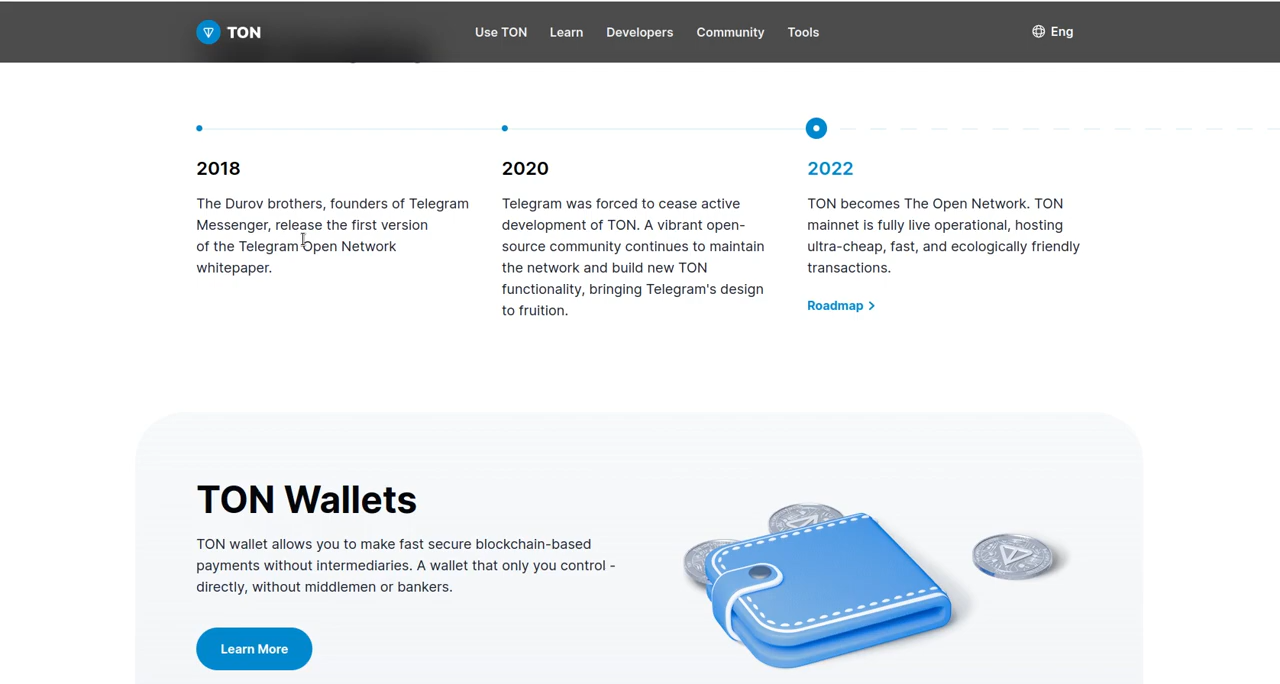 TON
Use TON
Learn
Developers
Community
Tools
Eng
2018
The Durov brothers, founders of Telegram
Messenger, release the first version
of the Telegram Open Network
whitepaper.
2020
Telegram was forced to cease active
development of TON. A vibrant open-
source community continues to maintain
the network and build new TON
functionality, bringing Telegram's design
to fruition.
2022
TON becomes The Open Network. TON
mainnet is fully live operational, hosting
ultra-cheap, fast, and ecologically friendly
transactions.
Roadmap
TON Wallets
TON wallet allows you to make fast secure blockchain-based
payments without intermediaries. A wallet that only you control -
directly, without middlemen or bankers.
Learn More